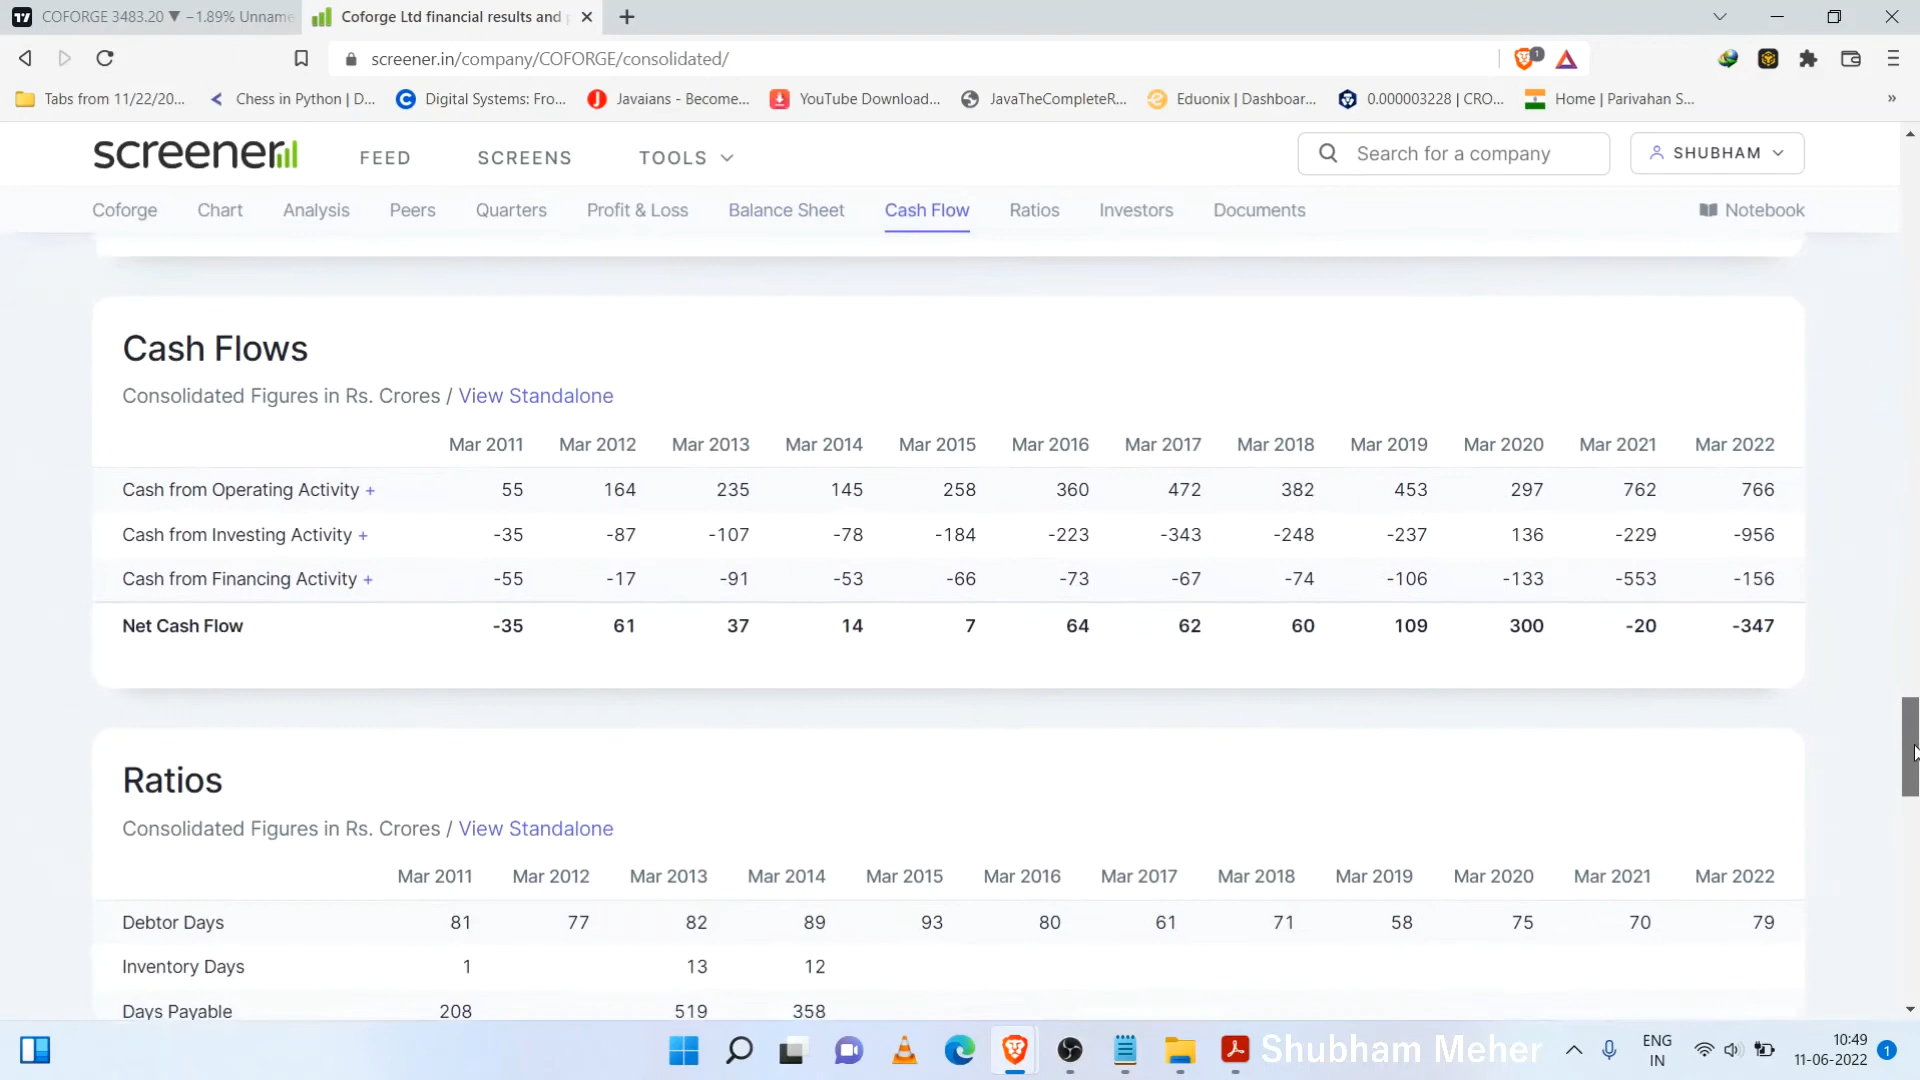 COFORGE 3483.20 ▼ −1.89% Unname
Coforge Ltd financial results and
screener.in/company/COFORGE/consolidated/
1
Tabs from 11/22/20...
Chess in Python | D...
Digital Systems: Fro...
Javaians - Become...
YouTube Download...
JavaTheCompleteR...
Eduonix | Dashboar...
0.000003228 | CRO...
Home | Parivahan S...
»
screener
FEED
SCREENS
TOOLS
Search for a company
SHUBHAM
Coforge Chart Analysis Peers Quarters Profit & Loss Balance Sheet Cash Flow Ratios Investors Documents Notebook
Cash Flows
Consolidated Figures in Rs. Crores / View Standalone
Mar 2011 Mar 2012 Mar 2013 Mar 2014 Mar 2015 Mar 2016 Mar 2017 Mar 2018 Mar 2019 Mar 2020 Mar 2021 Mar 2022
Cash from Operating Activity + 55 164 235 145 258 360 472 382 453 297 762 766
Cash from Investing Activity + -35 -87 -107 -78 -184 -223 -343 -248 -237 136 -229 -956
Cash from Financing Activity + -55 -17 -91 -53 -66 -73 -67 -74 -106 -133 -553 -156
Net Cash Flow -35 61 37 14 7 64 62 60 109 300 -20 -347
Ratios
Consolidated Figures in Rs. Crores / View Standalone
Mar 2011 Mar 2012 Mar 2013 Mar 2014 Mar 2015 Mar 2016 Mar 2017 Mar 2018 Mar 2019 Mar 2020 Mar 2021 Mar 2022
Debtor Days 81 77 82 89 93 80 61 71 58 75 70 79
Inventory Days 1 13 12
Days Payable 208 519 358
Shubham Meher
ENG
IN
10:49
11-06-2022
1